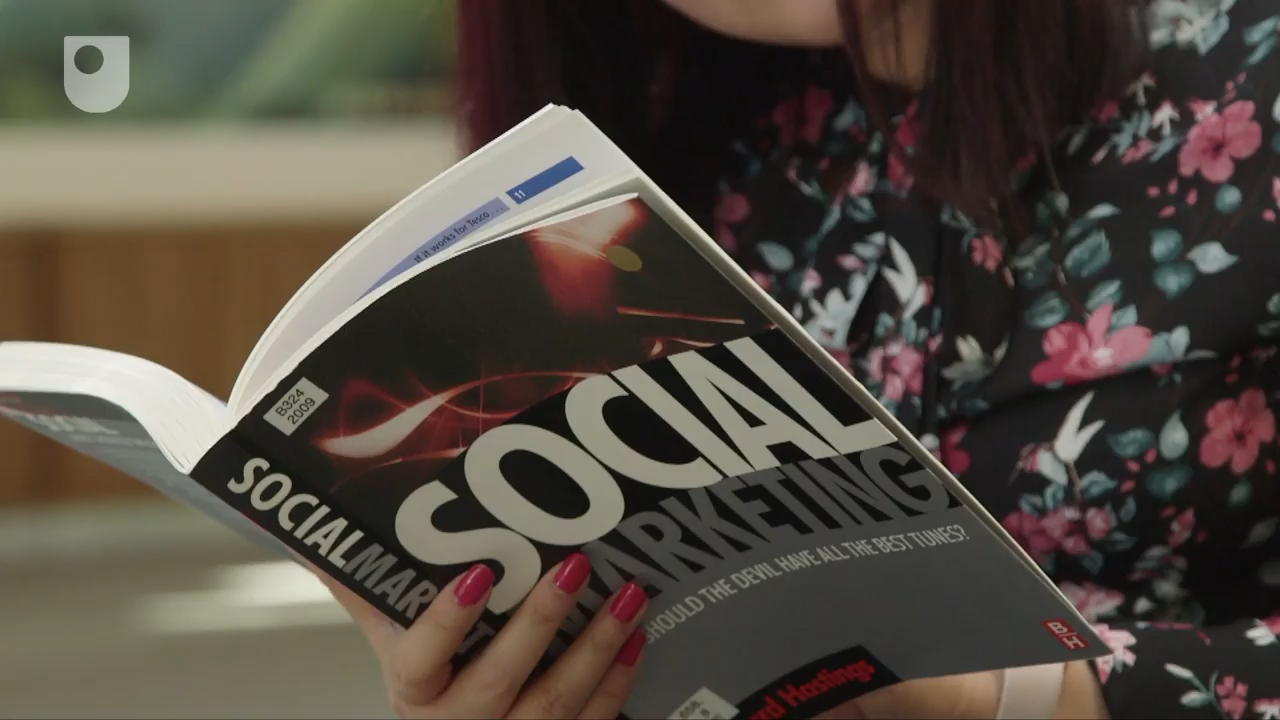 11
If it works for Tesco...
B324
2009
SOCIALMAR
SOCIAL
MARKETING
SHOULD THE DEVIL HAVE ALL THE BEST TUNES?
B H
Hastings